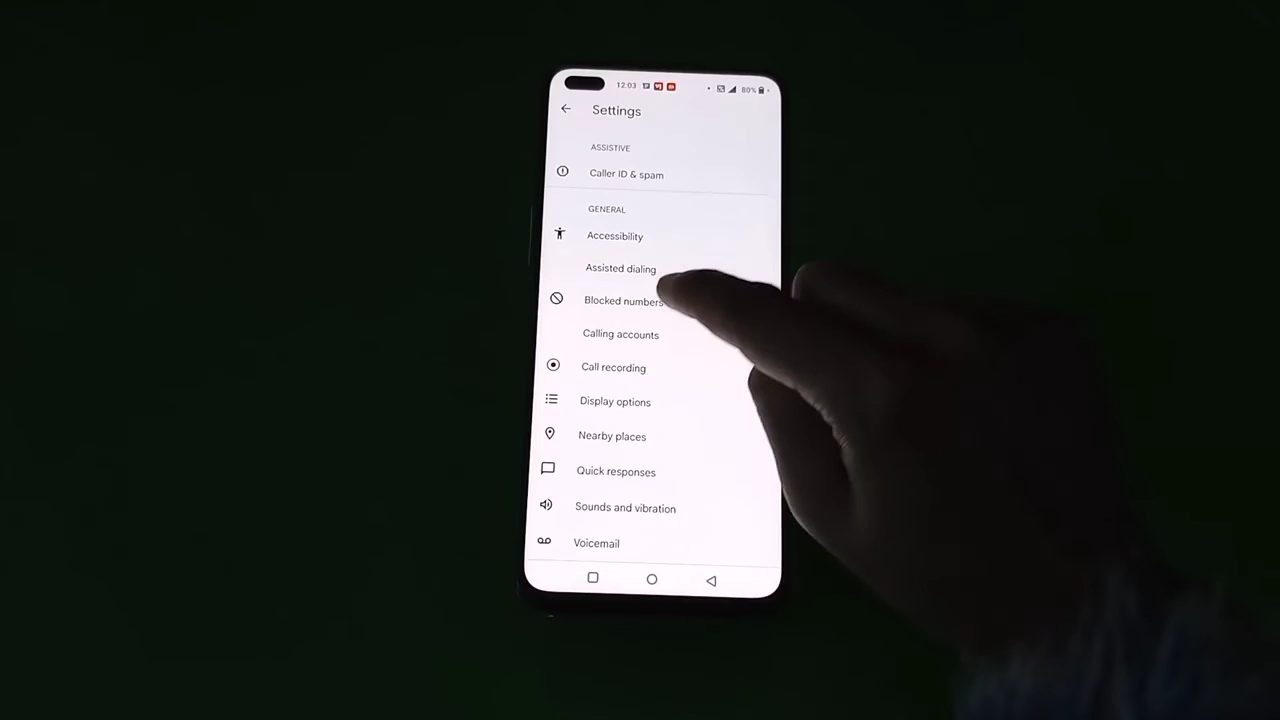 12.03 80%
Settings
ASSISTIVE
Caller ID & spam
GENERAL
Accessibility
Assisted dialing
Blocked numbers
Calling accounts
Call recording
Display options
Nearby places
Quick responses
Sounds and vibration
Voicemail